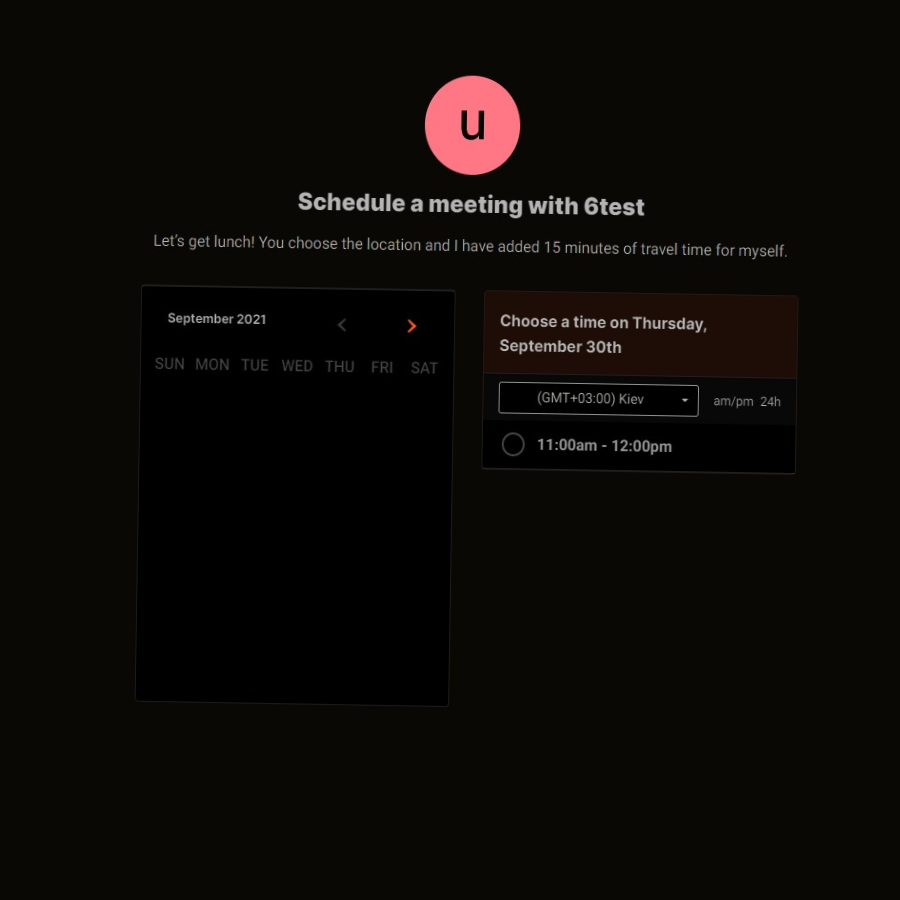 u
Schedule a meeting with 6test
Let's get lunch! You choose the location and I have added 15 minutes of travel time for myself.
September 2021
SUN MON TUE WED THU FRI SAT
Choose a time on Thursday,
September 30th
(GMT+03:00) Kiev am/pm 24h
11:00am - 12:00pm